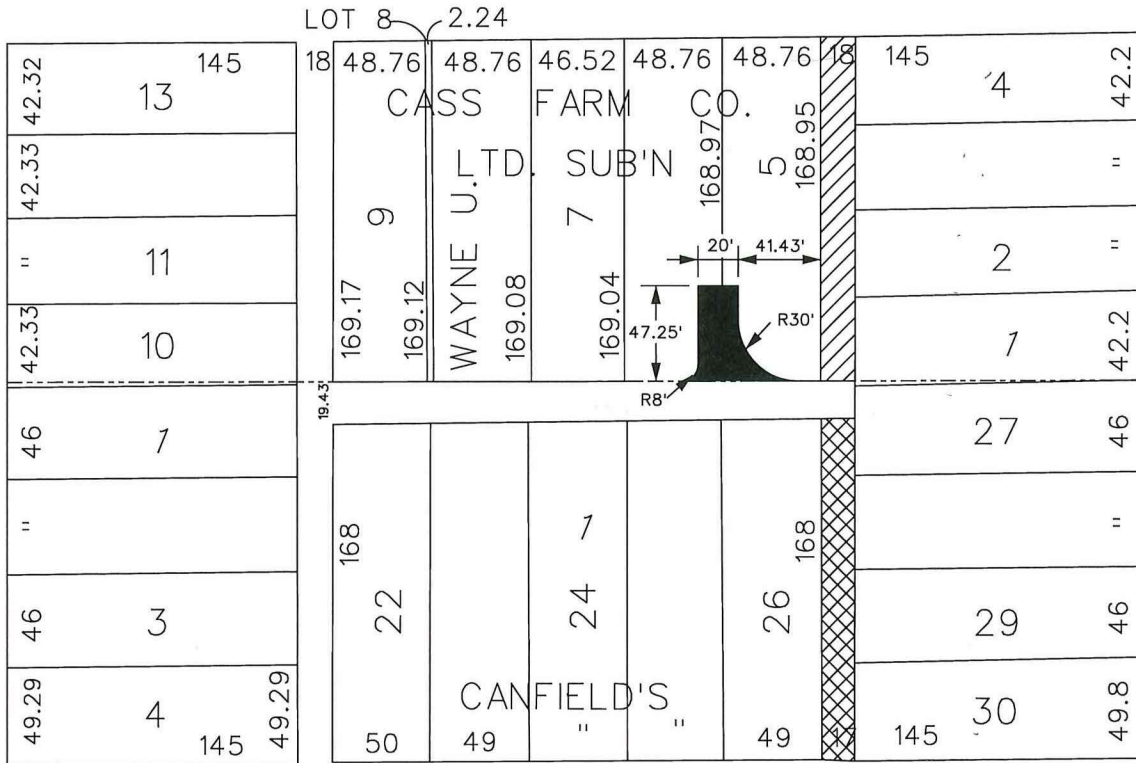 LOT 8 2.24
42.32 145 13
42.33
= 11
42.33 10
46 1
=
46 3
49.29 4 145 49.29
18 48.76 48.76 46.52 48.76 48.76 18
CASS FARM CO.
LTD. SUB'N
WAYNE U.
9 7 5
168.97 168.95
169.17 169.12 169.08 169.04
20' 41.43'
47.25' R30'
R8'
19.43
168 1 168
22 24 26
CANFIELD'S
" "
50 49 49 17
145 4 42.2
=
2 =
1 42.2
27 46
=
29 46
145 30 49.8